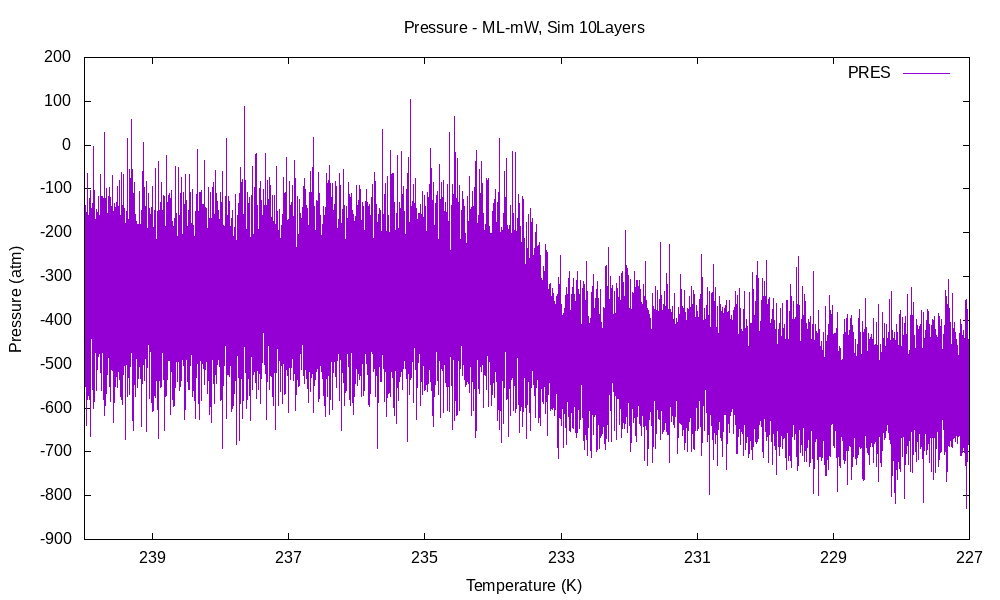 Pressure - ML-mW, Sim 10Layers
PRES
200
100
0
-100
-200
-300
-400
-500
-600
-700
-800
-900
Pressure (atm)
239 237 235 233 231 229 227
Temperature (K)